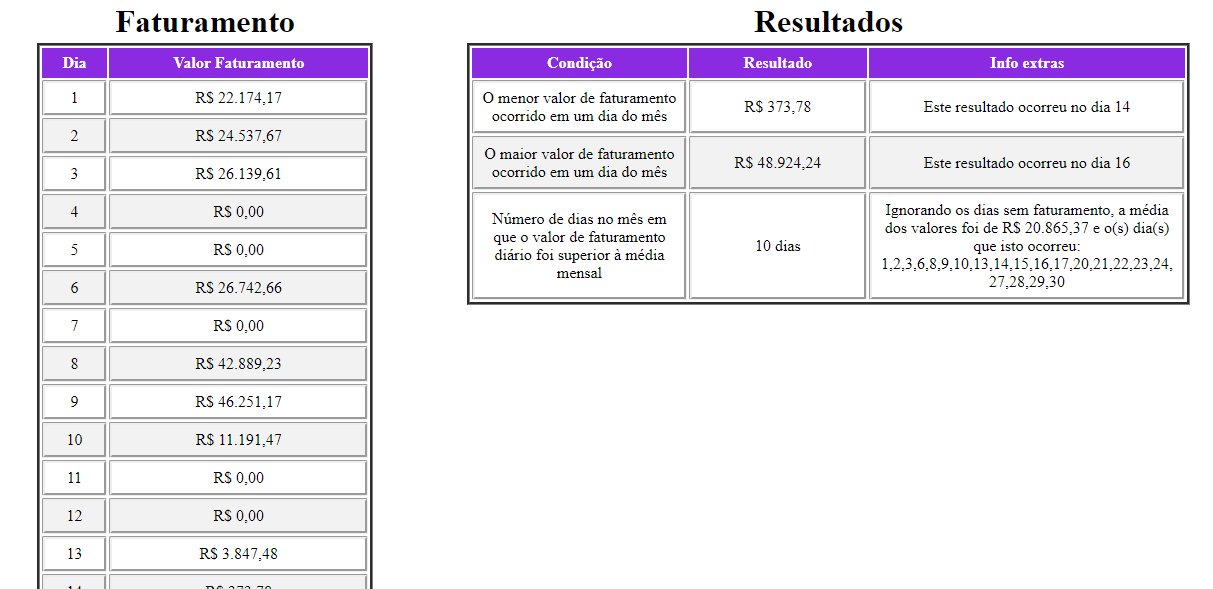 Faturamento
Dia Valor Faturamento
1 R$ 22.174,17
2 R$ 24.537,67
3 R$ 26.139,61
4 R$ 0,00
5 R$ 0,00
6 R$ 26.742,66
7 R$ 0,00
8 R$ 42.889,23
9 R$ 46.251,17
10 R$ 11.191,47
11 R$ 0,00
12 R$ 0,00
13 R$ 3.847,48
Resultados
Condição Resultado Info extras
O menor valor de faturamento
ocorrido em um dia do mês
R$ 373,78
Este resultado ocorreu no dia 14
O maior valor de faturamento
ocorrido em um dia do mês
R$ 48.924,24
Este resultado ocorreu no dia 16
Número de dias no mês em
que o valor de faturamento
diário foi superior à média
mensal
10 dias
Ignorando os dias sem faturamento, a média
dos valores foi de R$ 20.865,37 e o(s) dia(s)
que isto ocorreu:
1,2,3,6,8,9,10,13,14,15,16,17,20,21,22,23,24,
27,28,29,30